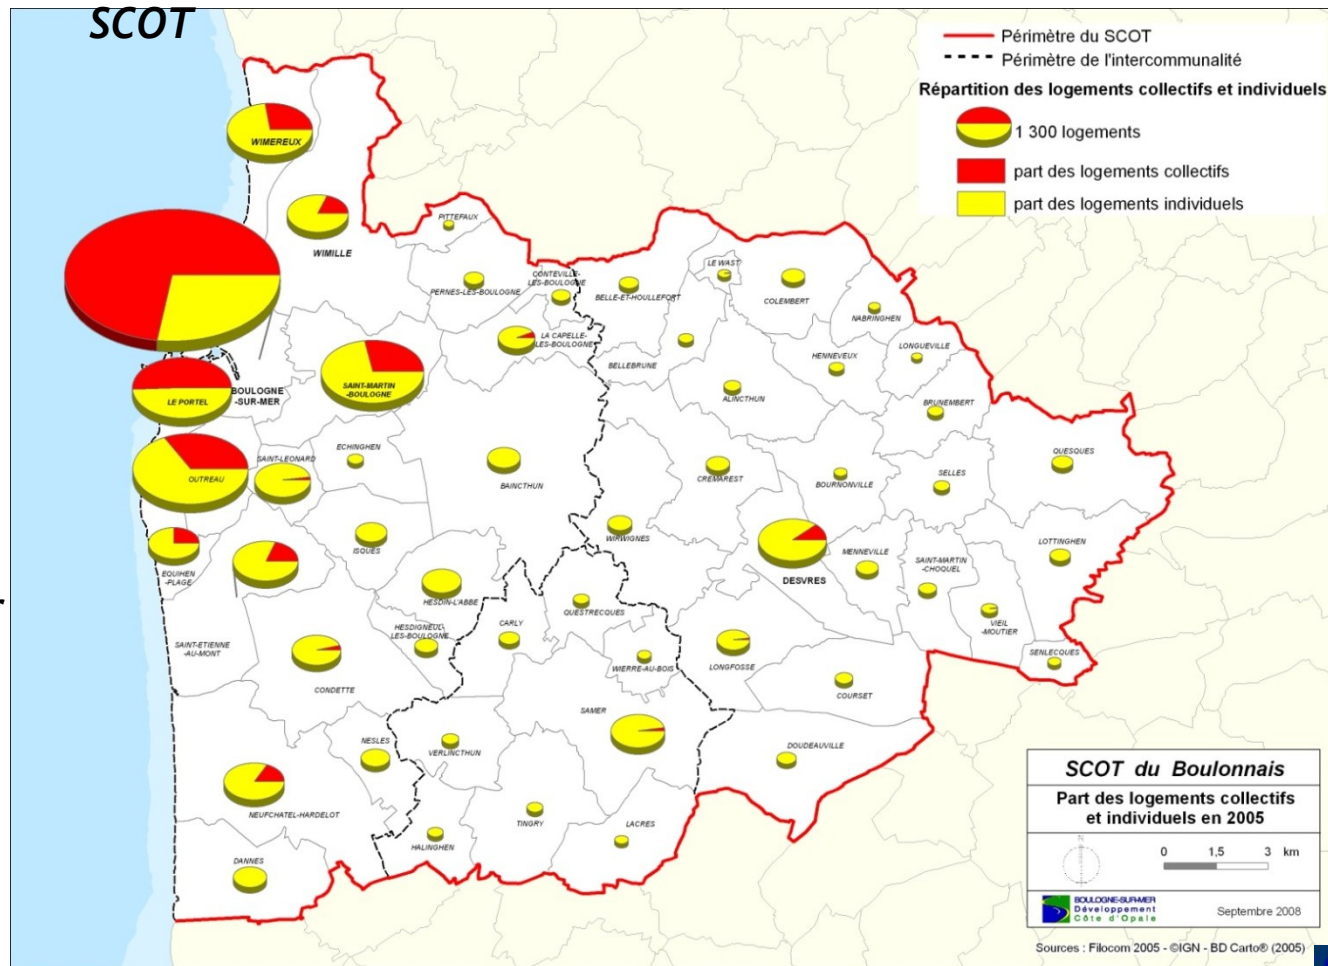 SCOT
Périmètre du SCOT
Périmètre de l'intercommunalité
Répartition des logements collectifs et individuels
1 300 logements
part des logements collectifs
part des logements individuels
WIMEREUX
WIMILLE
PITTEFAUX
PERNES-LES-BOULOGNE
CONTEVILLE-
LES-BOULOGNE
BELLE-ET-HOULLEFORT
LE WAST
COLEMBERT
NABRINGHEN
LA CAPELLE-
LES-BOULOGNE
BELLEBRUNE
HENNEVEUX
LONGUEVILLE
BOULOGNE
-SUR-MER
LE PORTEL
SAINT-MARTIN
-BOULOGNE
ALINCTHUN
BRUNEMBERT
OUTREAU
SAINT-LEONARD
ECHINGHEN
BAINCTHUN
CREMAREST
BOURNONVILLE
SELLES
QUESQUES
EQUIHEN
-PLAGE
ISQUES
WIRWIGNES
DESVRES
MENNEVILLE
SAINT-MARTIN
-CHOQUEL
LOTTINGHEN
HESDIN-L'ABBE
QUESTRECQUES
VIEIL
-MOUTIER
SAINT-ETIENNE
-AU-MONT
HESDIGNEUL-
LES-BOULOGNE
CARLY
WIERRE-AU-BOIS
LONGFOSSE
SENLECQUES
CONDETTE
COURSET
SAMER
NESLES
VERLINCTHUN
DOUDEAUVILLE
NEUFCHATEL-HARDELOT
TINGRY
LACRES
HALINGHEN
DANNES
SCOT du Boulonnais
Part des logements collectifs
et individuels en 2005
N
0 1,5 3 km
BOULOGNE-SUR-MER
Développement
Côte d'Opale
Septembre 2008
Sources : Filocom 2005 - ©IGN - BD Carto® (2005)